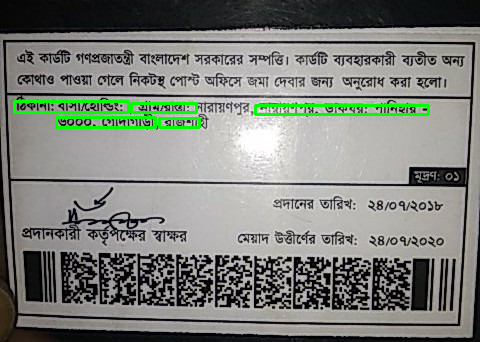 এই কার্ডটি গণপ্রজাতন্ত্রী বাংলাদেশ সরকারের সম্পত্তি। কার্ডটি ব্যবহারকারী ব্যতীত অন্য
কোথাও পাওয়া গেলে নিকটস্থ পোস্ট অফিসে জমা দেবার জন্য অনুরোধ করা হলো।
ঠিকানা: বাসা/হোল্ডিং: গ্রাম/রাস্তা: নারায়ণপুর, ডাকঘর: পানিহার -
গোদাগাড়ী, রাজশাহী
মুদ্রণ: ০১
প্রদানের তারিখ: ২৪/০৭/২০১৮
প্রদানকারী কর্তৃপক্ষের স্বাক্ষর
মেয়াদ উত্তীর্ণের তারিখ: ২৪/০৭/২০২০